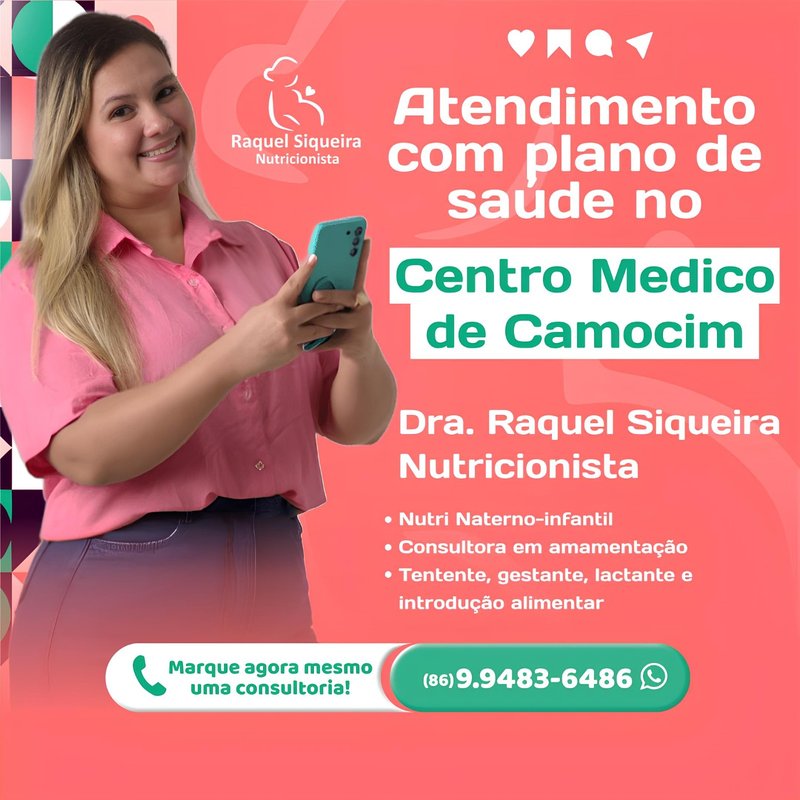 Raquel Siqueira
Nutricionista
Atendimento
com plano de
saúde no
Centro Medico
de Camocim
Dra. Raquel Siqueira
Nutricionista
• Nutri Naterno-infantil
• Consultora em amamentação
• Tentente, gestante, lactante e
introdução alimentar
Marque agora mesmo
uma consultoria!
(86)9.9483-6486